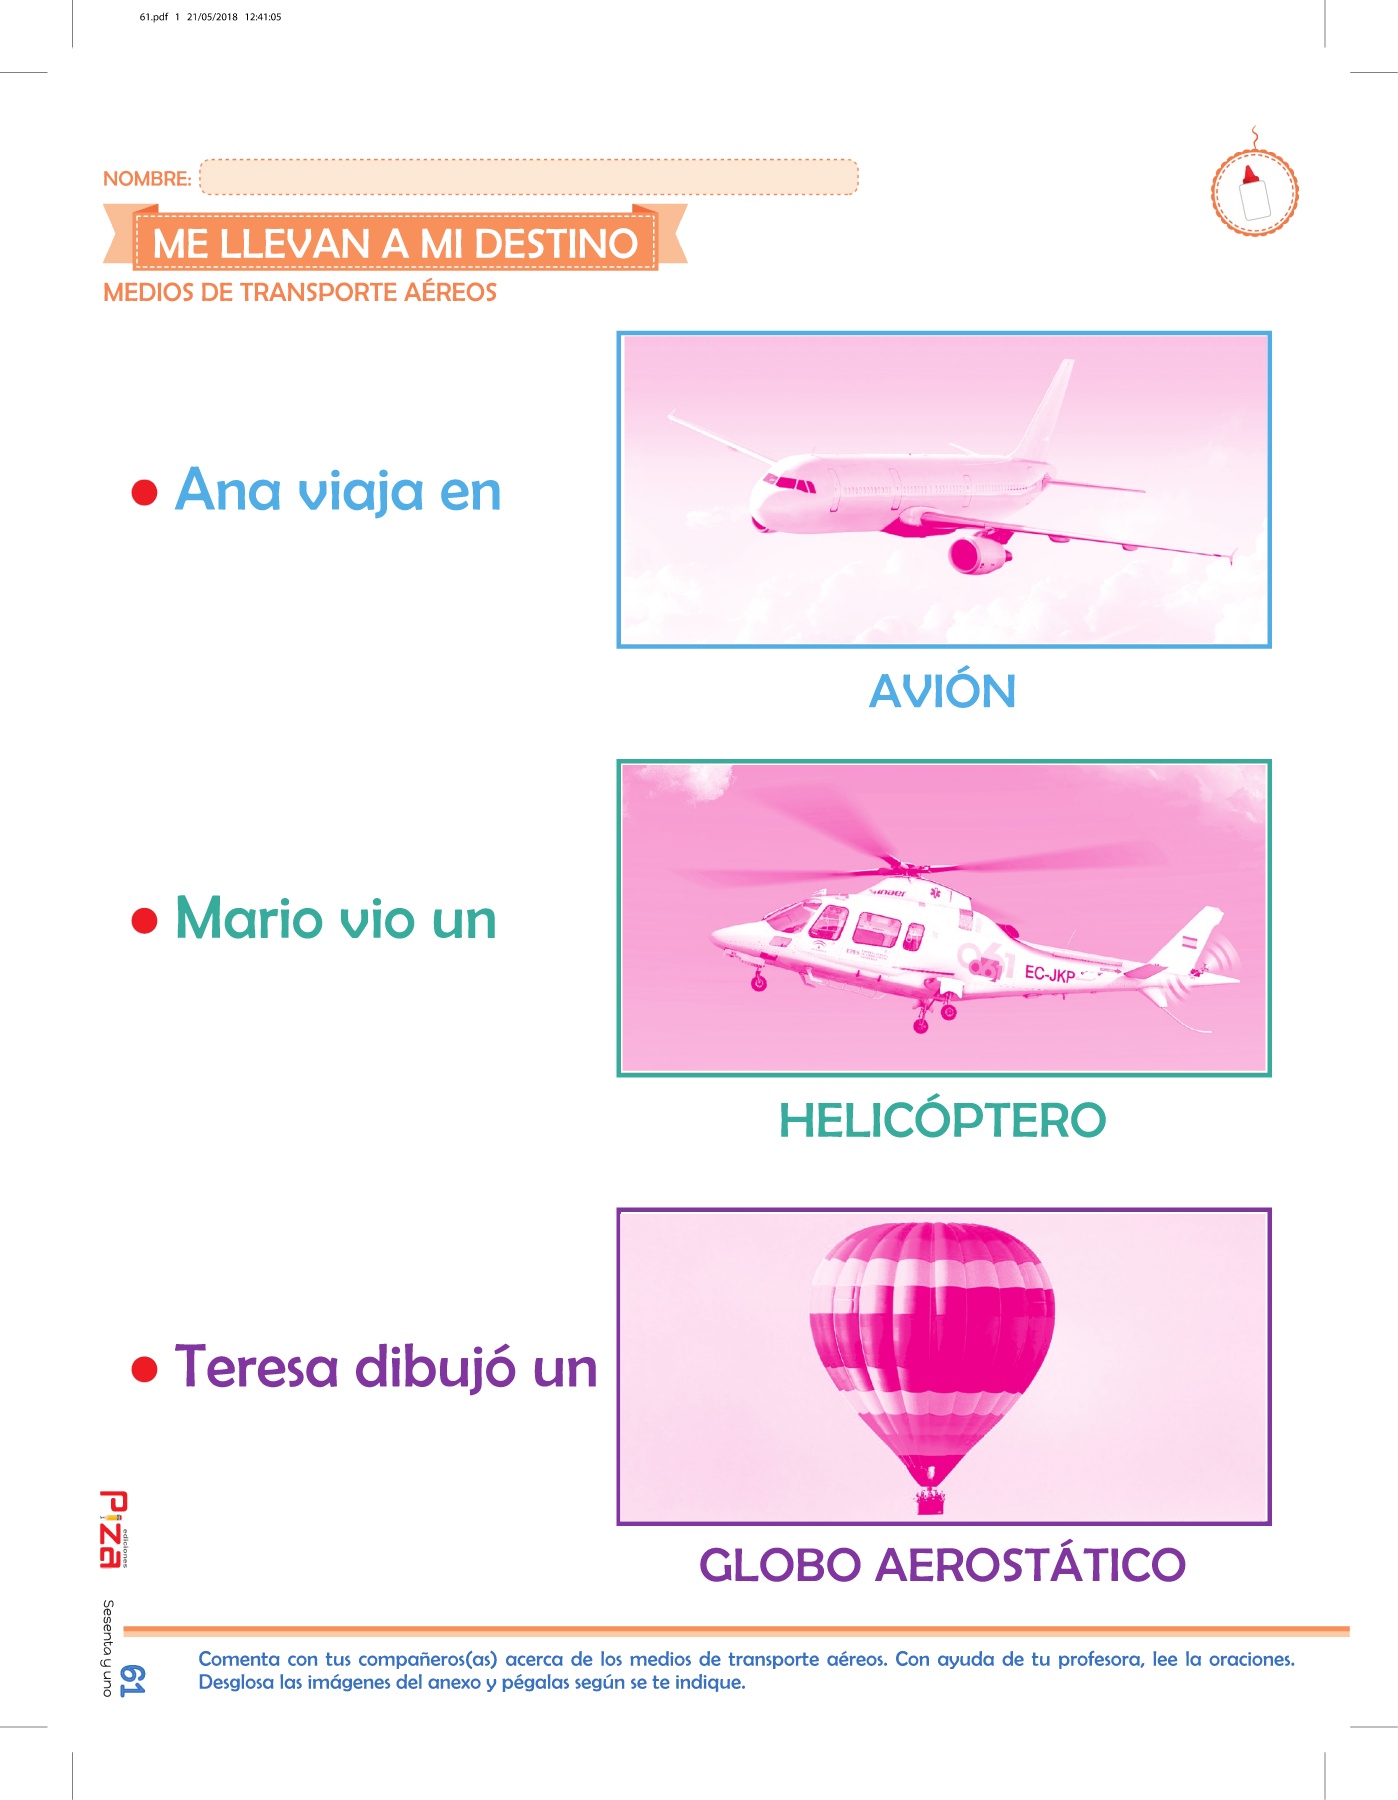 61.pdf 1 21/05/2018 12:41:05
NOMBRE:
ME LLEVAN A MI DESTINO
MEDIOS DE TRANSPORTE AÉREOS
Ana viaja en
AVIÓN
Mario vio un
inaer
061
EC-JKP
HELICÓPTERO
Teresa dibujó un
GLOBO AEROSTÁTICO
Piza
ediciones
Sesenta y uno
61
Comenta con tus compañeros(as) acerca de los medios de transporte aéreos. Con ayuda de tu profesora, lee la oraciones.
Desglosa las imágenes del anexo y pégalas según se te indique.